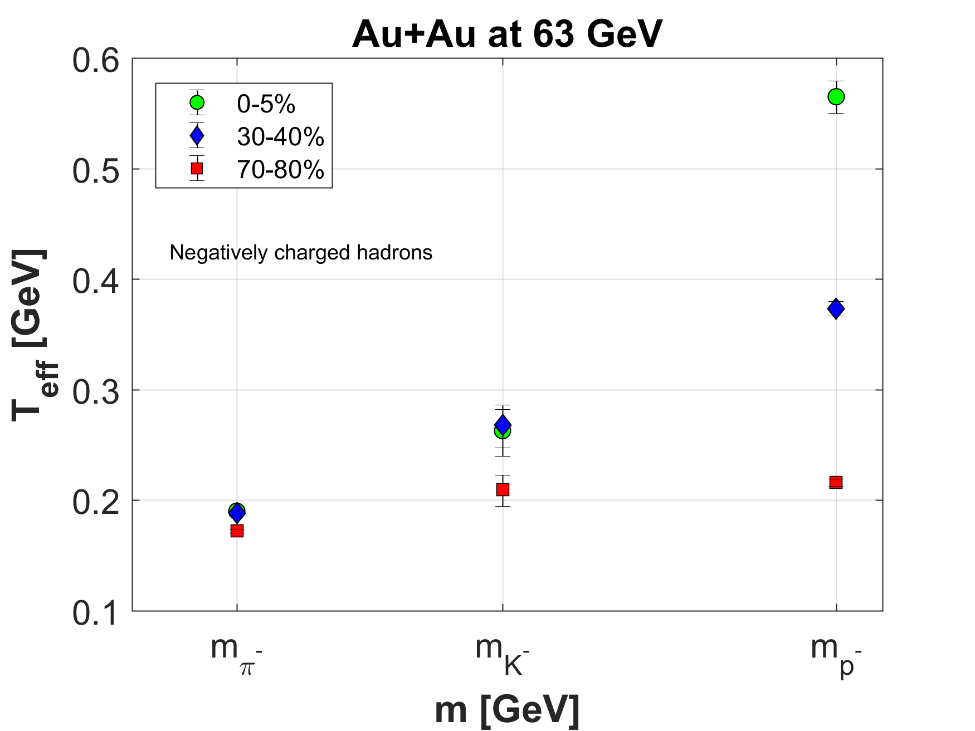 Au+Au at 63 GeV
0.6
0.5
0.4
0.3
0.2
0.1
T_eff [GeV]
0-5%
30-40%
70-80%
Negatively charged hadrons
m_π-
m_K-
m_p-
m [GeV]